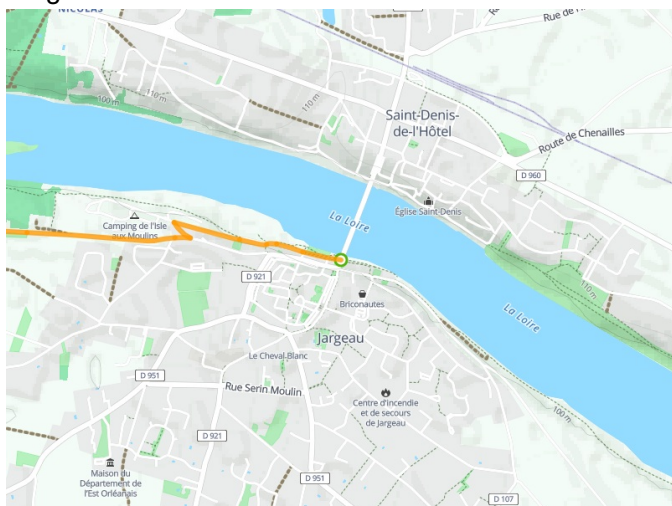 NICOLAS
100 m
110 m
110 m
Rue de
Saint-Denis-
de-l'Hôtel
Route de Chenailles
D 960
Camping de l'Isle
aux Moulins
La Loire
Église Saint-Denis
D 921
Briconautes
La Loire
Jargeau
Le Cheval Blanc
D 951
Rue Serin Moulin
100 m
Centre d'Incendie
et de secours
de Jargeau
D 921
Maison du
Département de
l'Est Orléanais
D 951
D 107